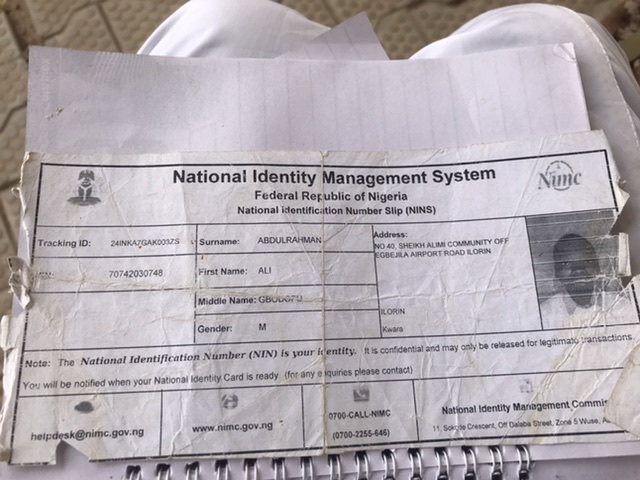 National Identity Management System
Federal Republic of Nigeria
National Identification Number Slip (NINS)
Nimc
Tracking ID: 24INKA7GAK003ZS
Surname: ABDULRAHMAN
Address:
NO 40, SHEIKH ALIMI COMMUNITY OFF
EGBEJILA AIRPORT ROAD ILORIN
70742030748
First Name: ALI
Middle Name:
ILORIN
Gender: M
Kwara
Note: The National Identification Number (NIN) is your identity. It is confidential and may only be released for legitimate transactions.
You will be notified when your National Identity Card is ready (for any enquiries please contact)
helpdesk@nimc.gov.ng
www.nimc.gov.ng
0700-CALL-NIMC
(0700-2255-646)
National Identity Management Commis
11, Sokode Crescent, Off Dalaba Street, Zone 5 Wuse,